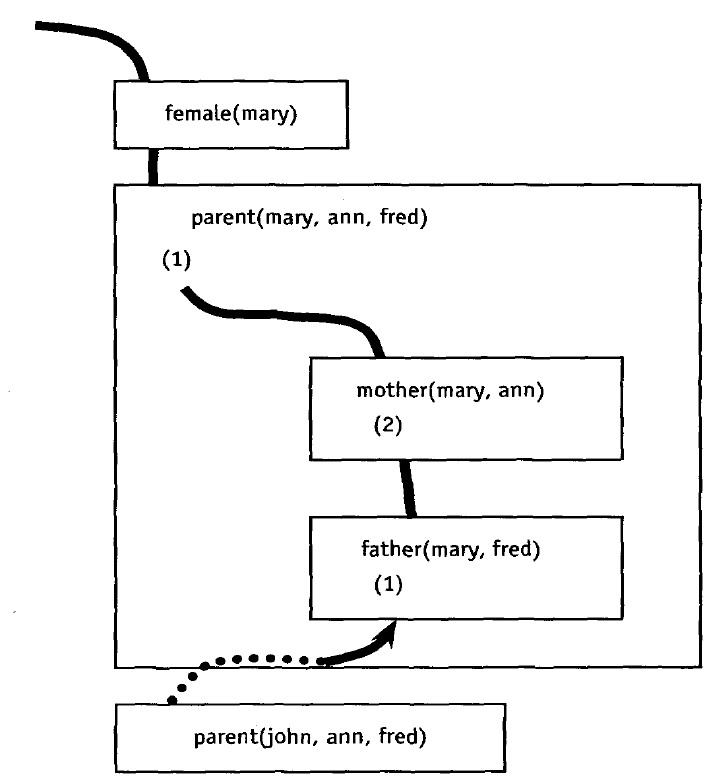 female(mary)
parent(mary, ann, fred)
(1)
mother(mary, ann)
(2)
father(mary, fred)
(1)
parent(john, ann, fred)